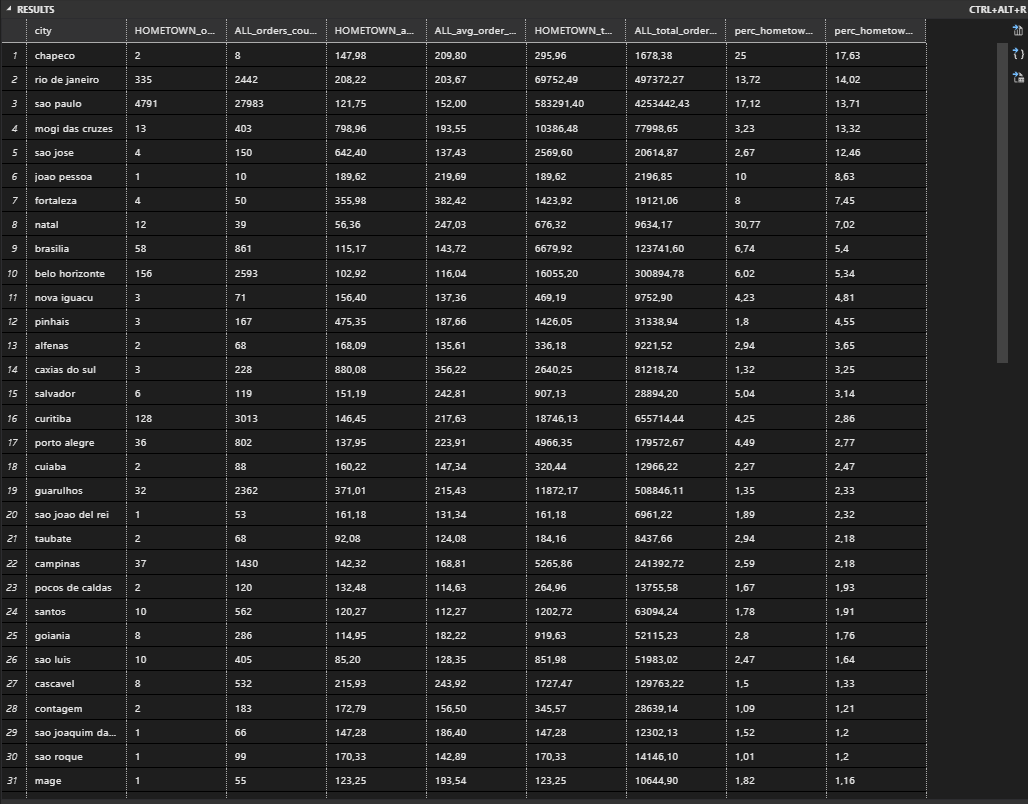 RESULTS CTRL+ALT+R
city HOMETOWN_o... ALL_orders_cou... HOMETOWN_a... ALL_avg_order_... HOMETOWN_t... ALL_total_order... perc_hometow... perc_hometow...
1 chapeco 2 8 147,98 209,80 295,96 1678,38 25 17,63
2 rio de janeiro 335 2442 208,22 203,67 69752,49 497372,27 13,72 14,02
3 sao paulo 4791 27983 121,75 152,00 583291,40 4253442,43 17,12 13,71
4 mogi das cruzes 13 403 798,96 193,55 10386,48 77998,65 3,23 13,32
5 sao jose 4 150 642,40 137,43 2569,60 20614,87 2,67 12,46
6 joao pessoa 1 10 189,62 219,69 189,62 2196,85 10 8,63
7 fortaleza 4 50 355,98 382,42 1423,92 19121,06 8 7,45
8 natal 12 39 56,36 247,03 676,32 9634,17 30,77 7,02
9 brasilia 58 861 115,17 143,72 6679,92 123741,60 6,74 5,4
10 belo horizonte 156 2593 102,92 116,04 16055,20 300894,78 6,02 5,34
11 nova iguacu 3 71 156,40 137,36 469,19 9752,90 4,23 4,81
12 pinhais 3 167 475,35 187,66 1426,05 31338,94 1,8 4,55
13 alfenas 2 68 168,09 135,61 336,18 9221,52 2,94 3,65
14 caxias do sul 3 228 880,08 356,22 2640,25 81218,74 1,32 3,25
15 salvador 6 119 151,19 242,81 907,13 28894,20 5,04 3,14
16 curitiba 128 3013 146,45 217,63 18746,13 655714,44 4,25 2,86
17 porto alegre 36 802 137,95 223,91 4966,35 179572,67 4,49 2,77
18 cuiaba 2 88 160,22 147,34 320,44 12966,22 2,27 2,47
19 guarulhos 32 2362 371,01 215,43 11872,17 508846,11 1,35 2,33
20 sao joao del rei 1 53 161,18 131,34 161,18 6961,22 1,89 2,32
21 taubate 2 68 92,08 124,08 184,16 8437,66 2,94 2,18
22 campinas 37 1430 142,32 168,81 5265,86 241392,72 2,59 2,18
23 pocos de caldas 2 120 132,48 114,63 264,96 13755,58 1,67 1,93
24 santos 10 562 120,27 112,27 1202,72 63094,24 1,78 1,91
25 goiania 8 286 114,95 182,22 919,63 52115,23 2,8 1,76
26 sao luis 10 405 85,20 128,35 851,98 51983,02 2,47 1,64
27 cascavel 8 532 215,93 243,92 1727,47 129763,22 1,5 1,33
28 contagem 2 183 172,79 156,50 345,57 28639,14 1,09 1,21
29 sao joaquim da... 1 66 147,28 186,40 147,28 12302,13 1,52 1,2
30 sao roque 1 99 170,33 142,89 170,33 14146,10 1,01 1,2
31 mage 1 55 123,25 193,54 123,25 10644,90 1,82 1,16